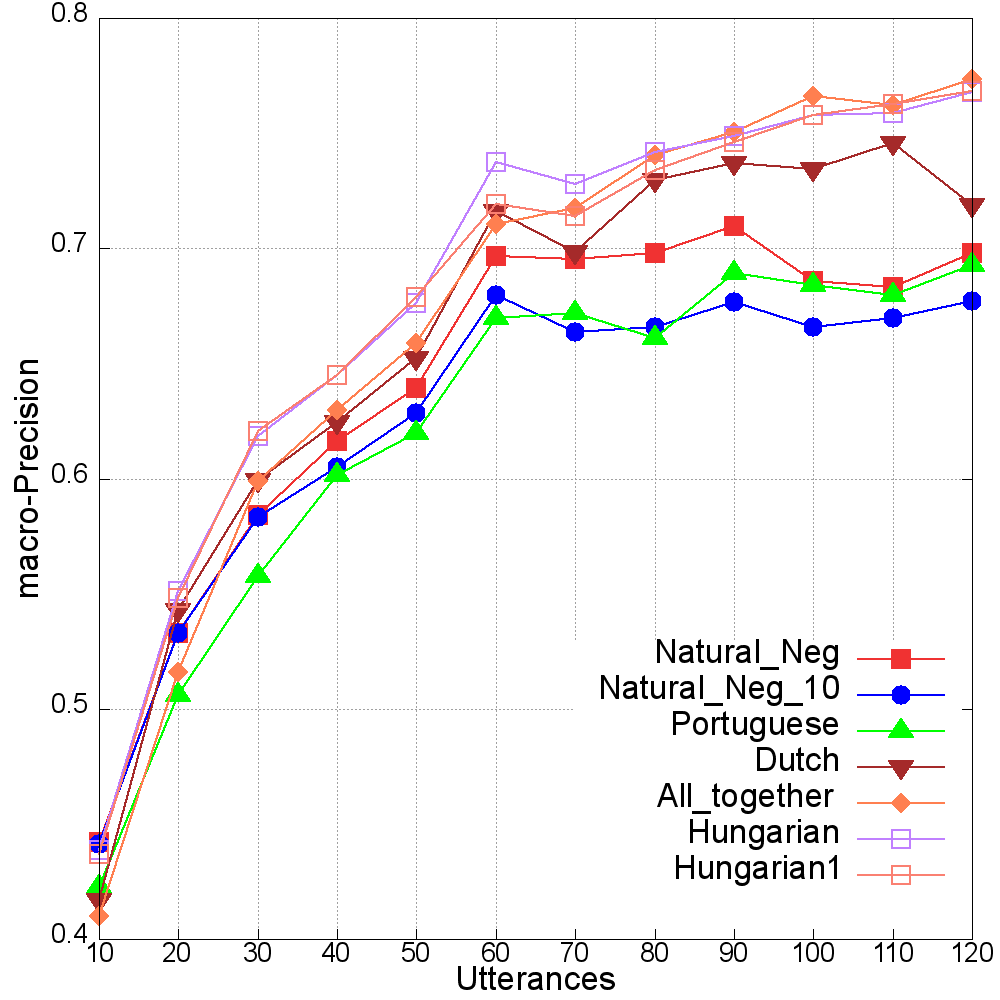 0.8
0.7
0.6
0.5
0.4
macro-Precision
Natural_Neg
Natural_Neg_10
Portuguese
Dutch
All_together
Hungarian
Hungarian1
10 20 30 40 50 60 70 80 90 100 110 120
Utterances